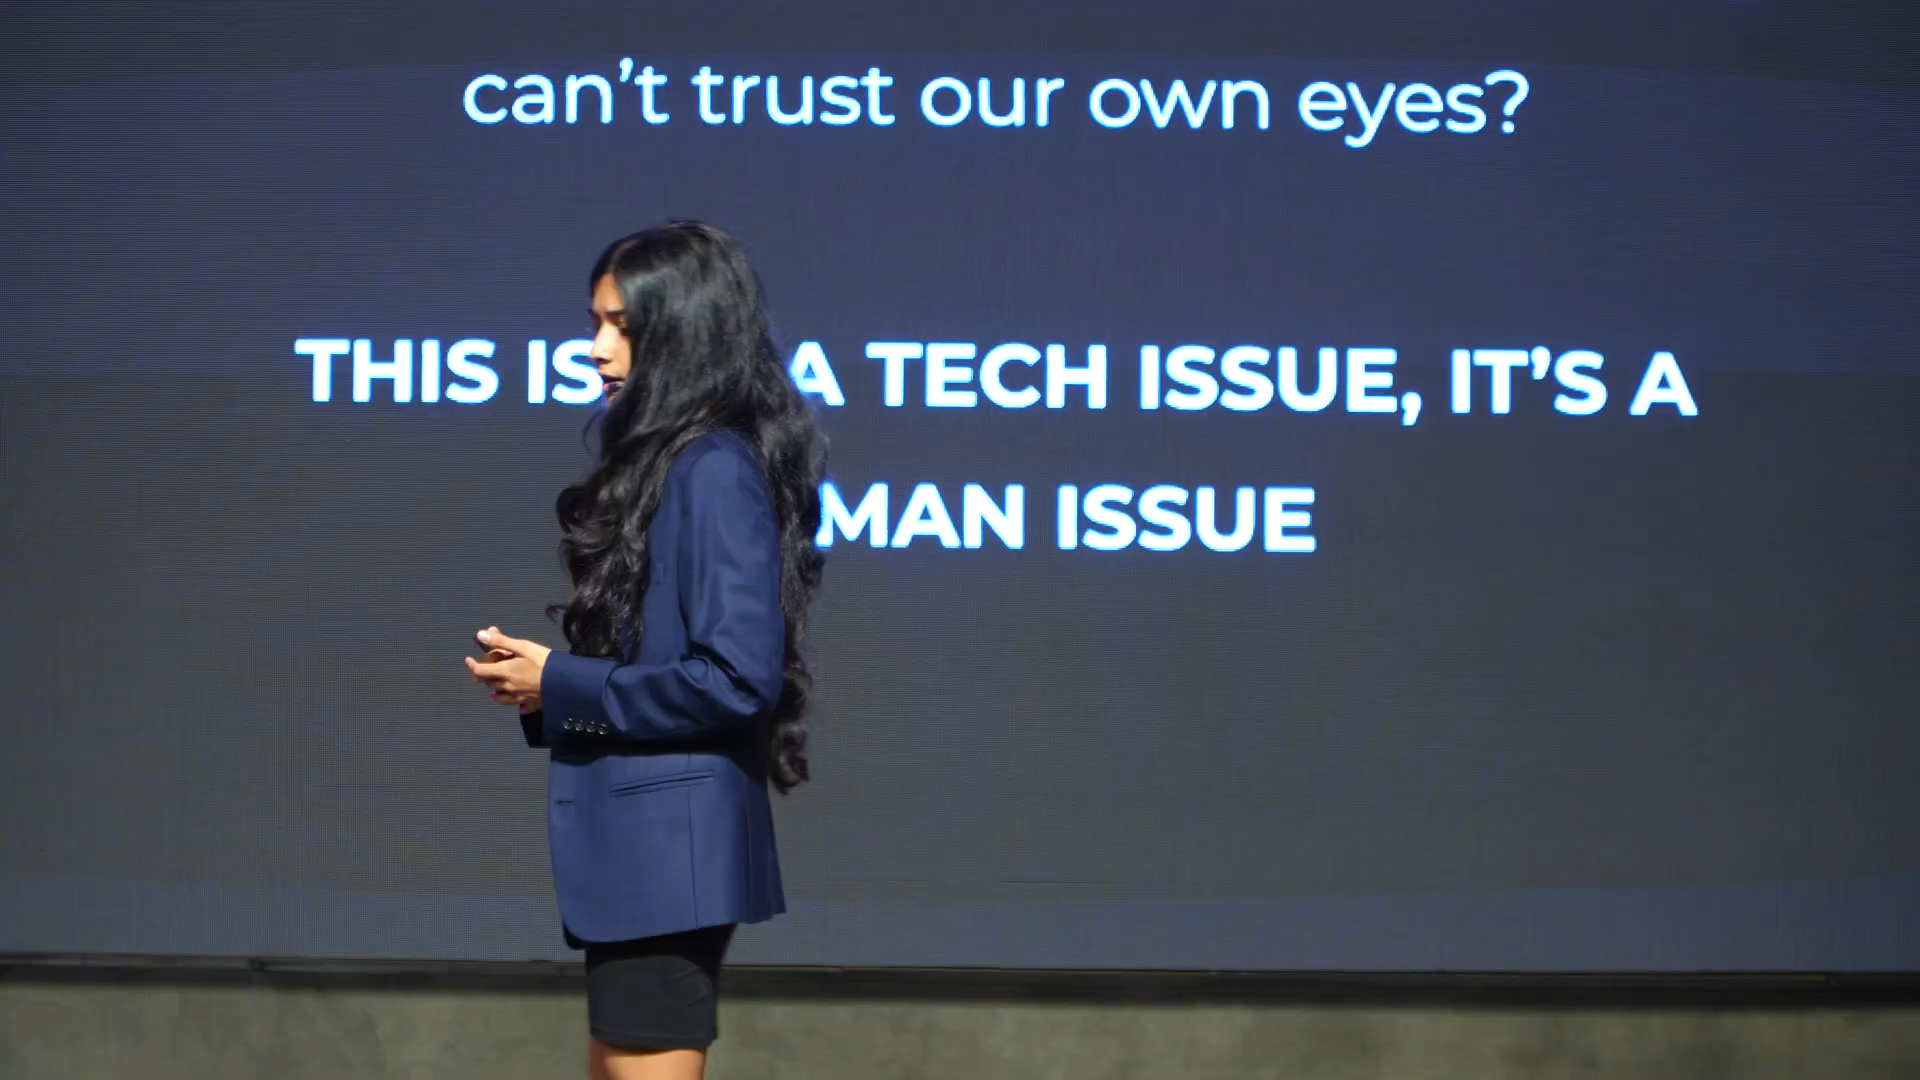 can't trust our own eyes?
THIS IS A TECH ISSUE, IT'S A
MAN ISSUE